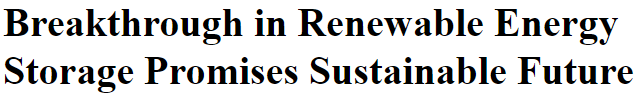 Breakthrough in Renewable Energy
Storage Promises Sustainable Future